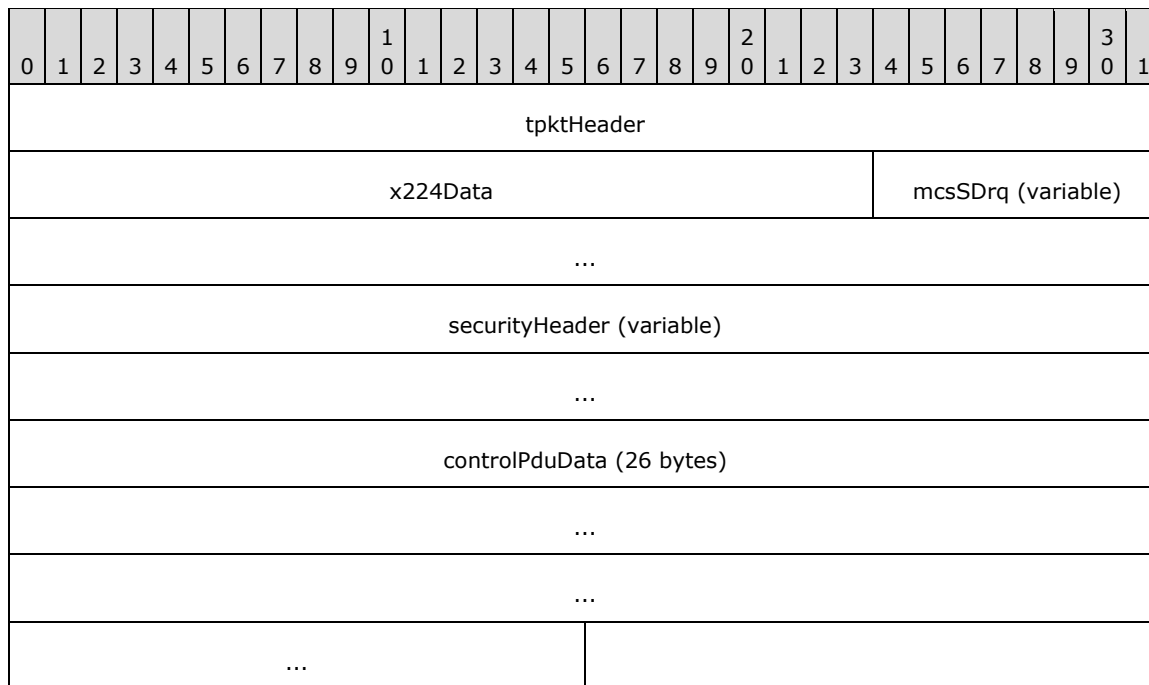 1 2 3
0 1 2 3 4 5 6 7 8 9 0 1 2 3 4 5 6 7 8 9 0 1 2 3 4 5 6 7 8 9 0 1
tpktHeader
x224Data mcsSDrq (variable)
...
securityHeader (variable)
...
controlPduData (26 bytes)
...
...
...